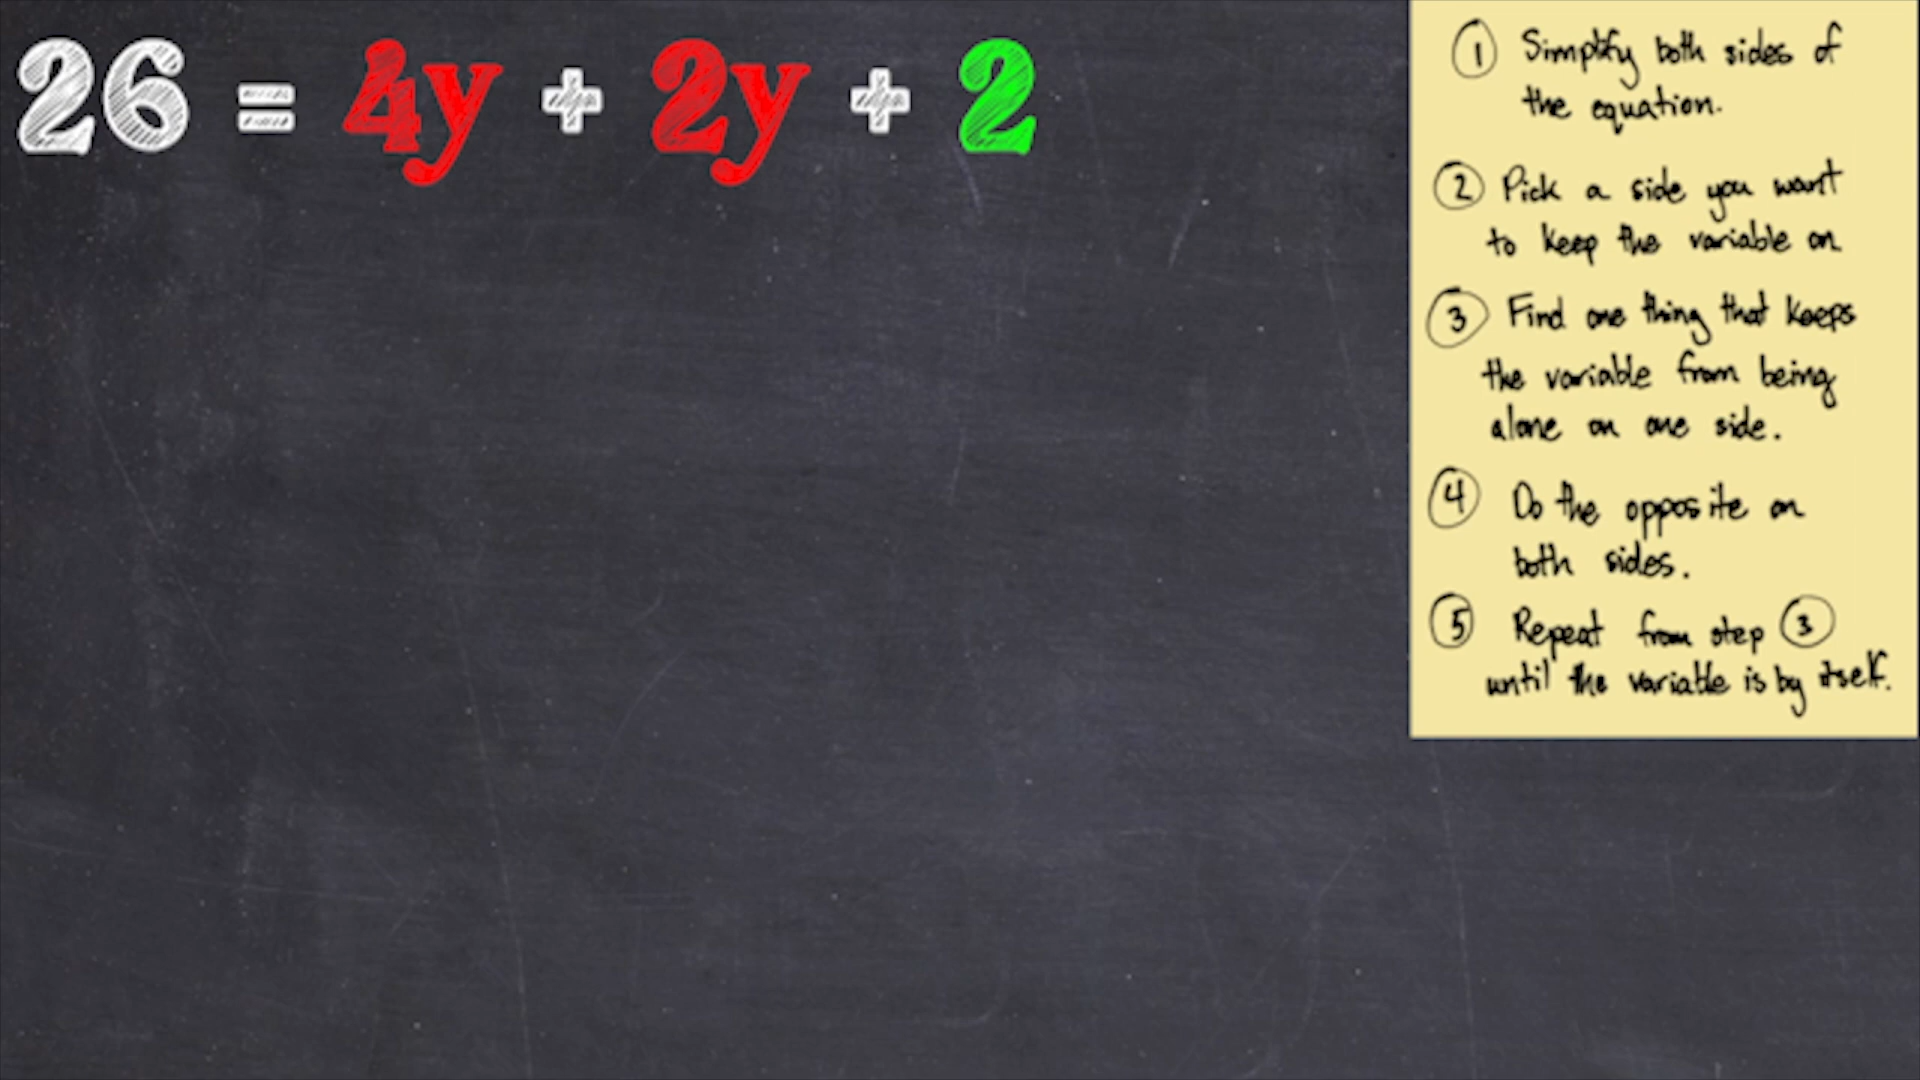 26 = 4y + 2y + 2
1 Simplify both sides of
the equation.
2 Pick a side you want
to keep the variable on
3 Find one thing that keeps
the variable from being
alone on one side.
4 Do the opposite on
both sides.
5 Repeat from step 3
until the variable is by itself.